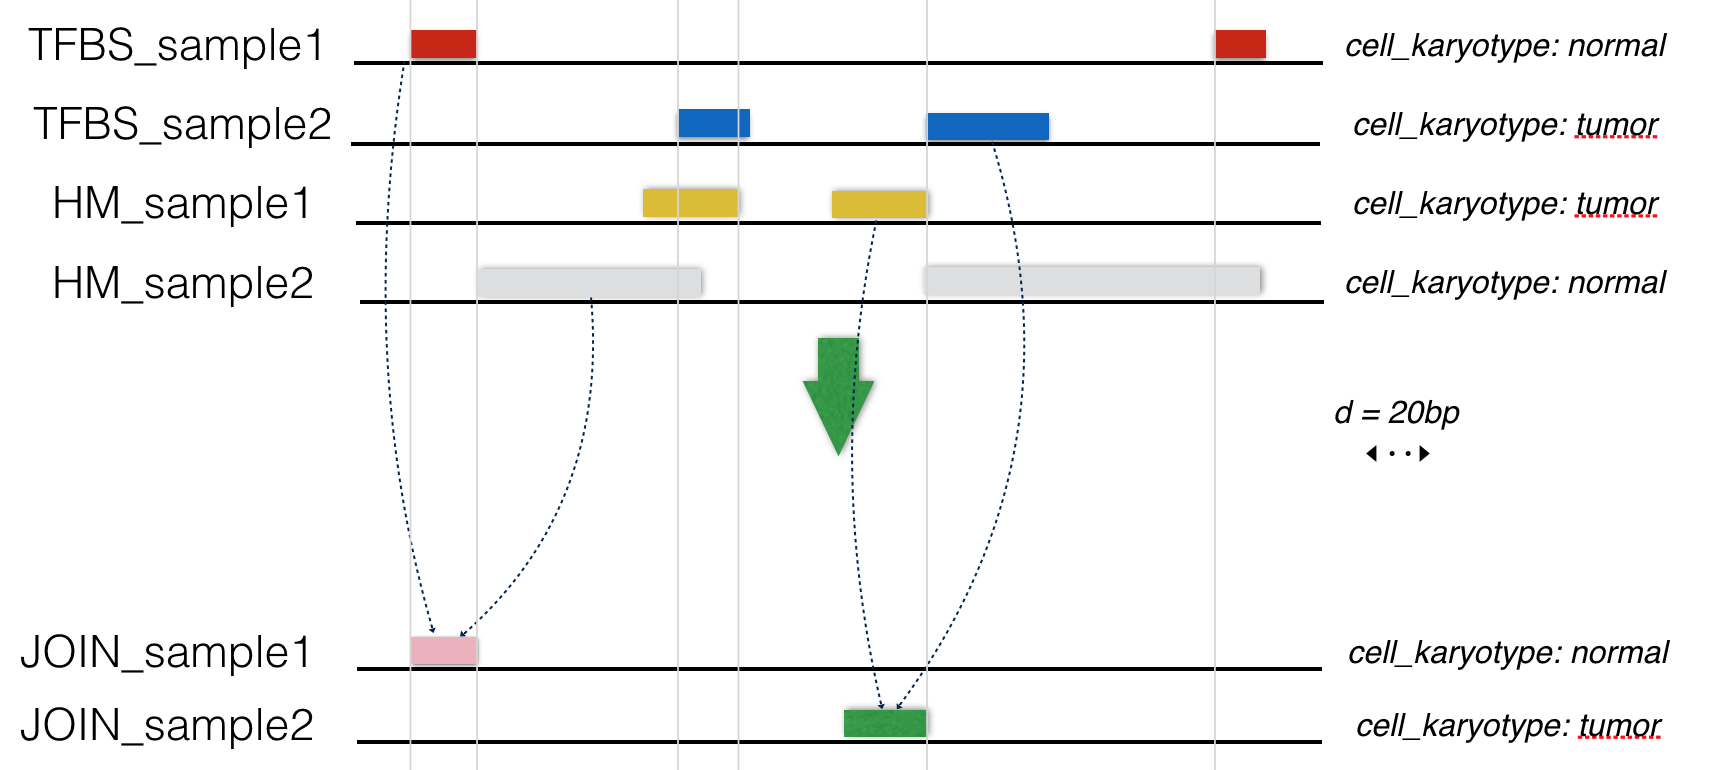 TFBS_sample1 cell_karyotype: normal
TFBS_sample2 cell_karyotype: tumor
HM_sample1 cell_karyotype: tumor
HM_sample2 cell_karyotype: normal
d = 20bp
JOIN_sample1 cell_karyotype: normal
JOIN_sample2 cell_karyotype: tumor